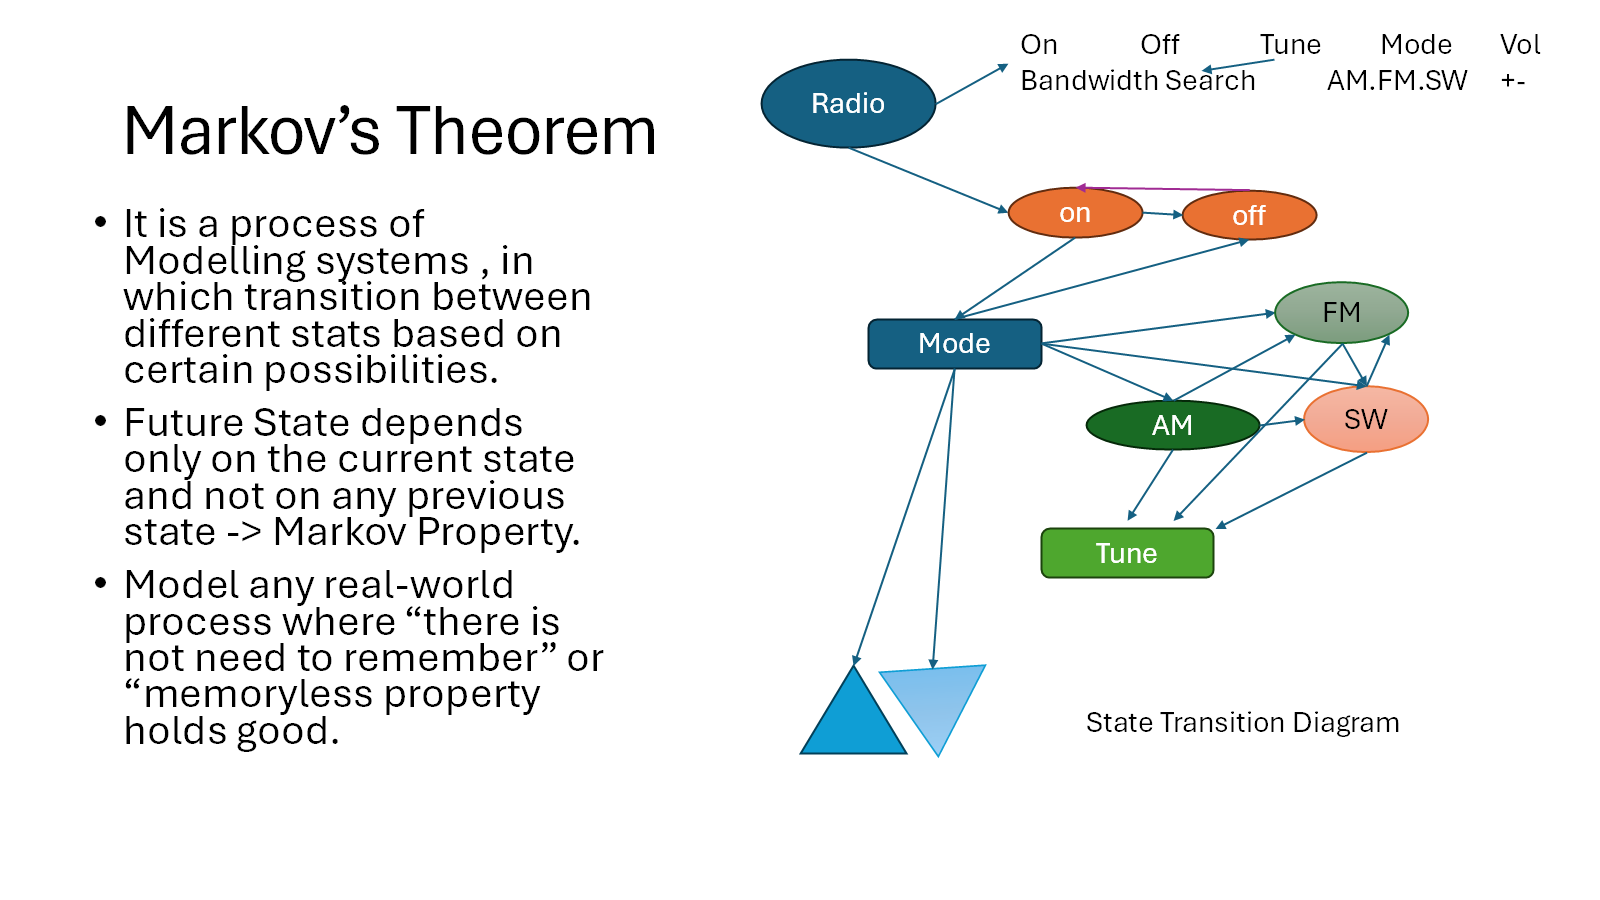 Markov's Theorem
• It is a process of
Modelling systems , in
which transition between
different stats based on
certain possibilities.
• Future State depends
only on the current state
and not on any previous
state -> Markov Property.
• Model any real-world
process where “there is
not need to remember” or
“memoryless property
holds good.
On Off Tune Mode Vol
Bandwidth Search AM.FM.SW +-
Radio
on
off
Mode
FM
AM
SW
Tune
State Transition Diagram